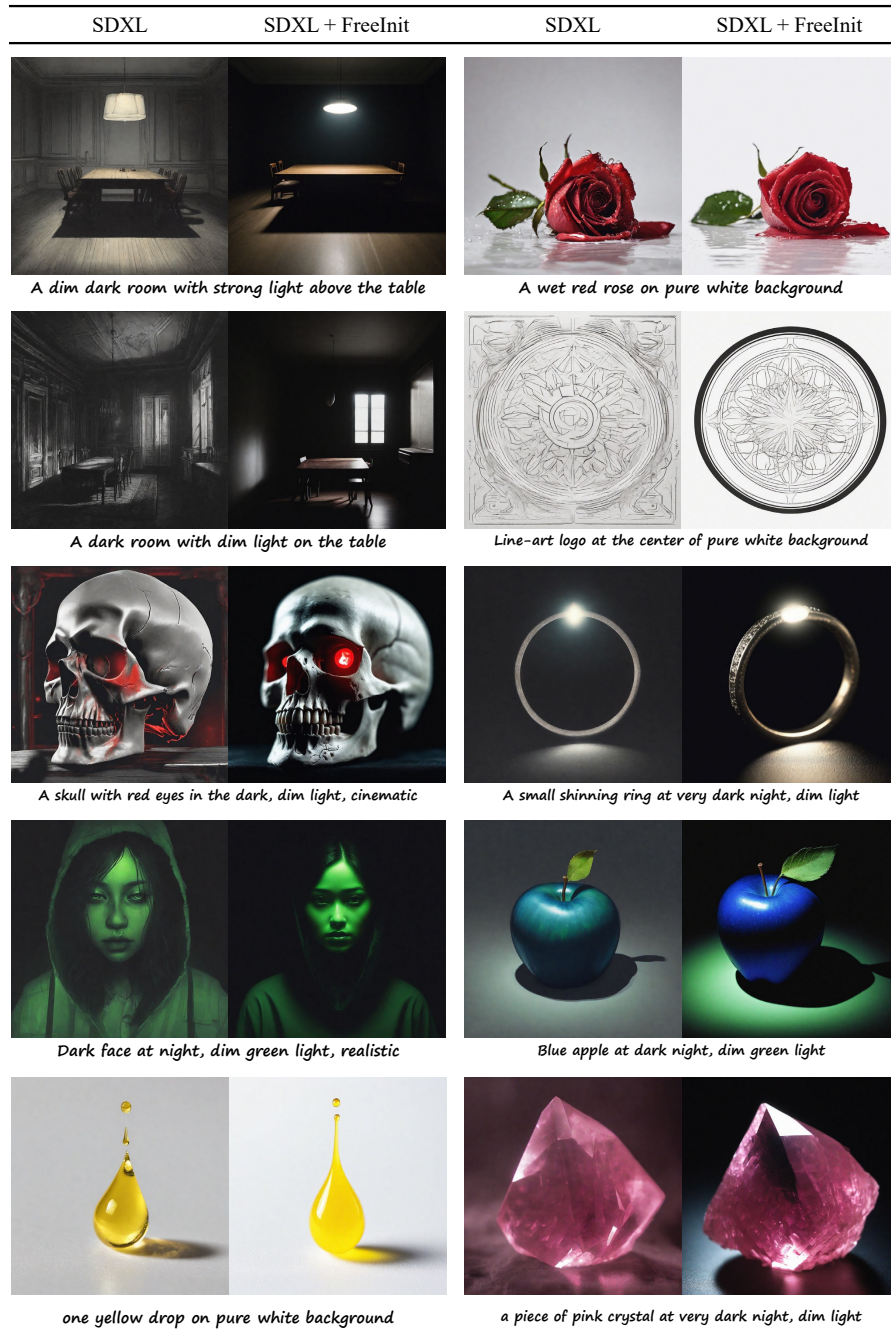 SDXL SDXL + FreeInit SDXL SDXL + FreeInit
A dim dark room with strong light above the table
A wet red rose on pure white background
A dark room with dim light on the table
Line-art logo at the center of pure white background
A skull with red eyes in the dark, dim light, cinematic
A small shinning ring at very dark night, dim light
Dark face at night, dim green light, realistic
Blue apple at dark night, dim green light
one yellow drop on pure white background
a piece of pink crystal at very dark night, dim light